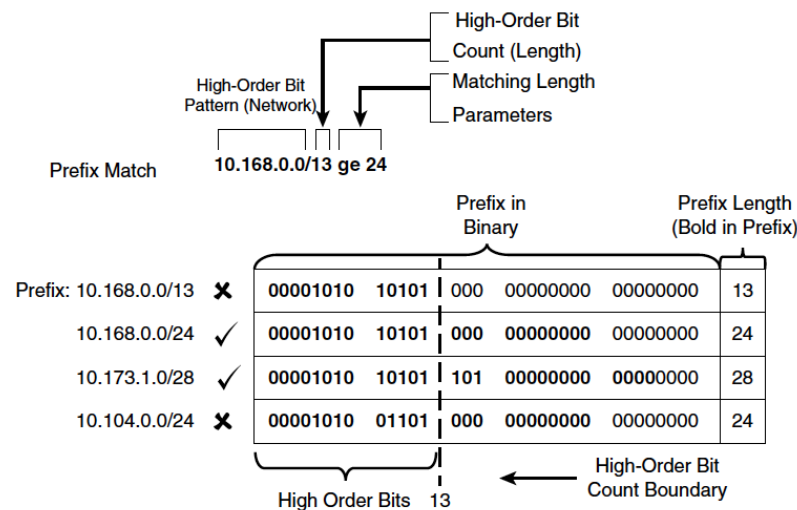 High-Order Bit
Count (Length)
High-Order Bit
Pattern (Network)
Matching Length
Parameters
Prefix Match
10.168.0.0/13 ge 24
Prefix in
Binary
Prefix Length
(Bold in Prefix)
Prefix: 10.168.0.0/13 ✘ 00001010 10101 000 00000000 00000000 13
10.168.0.0/24 ✓ 00001010 10101 000 00000000 00000000 24
10.173.1.0/28 ✓ 00001010 10101 101 00000000 00000000 28
10.104.0.0/24 ✘ 00001010 01101 000 00000000 00000000 24
High Order Bits 13
High-Order Bit
Count Boundary